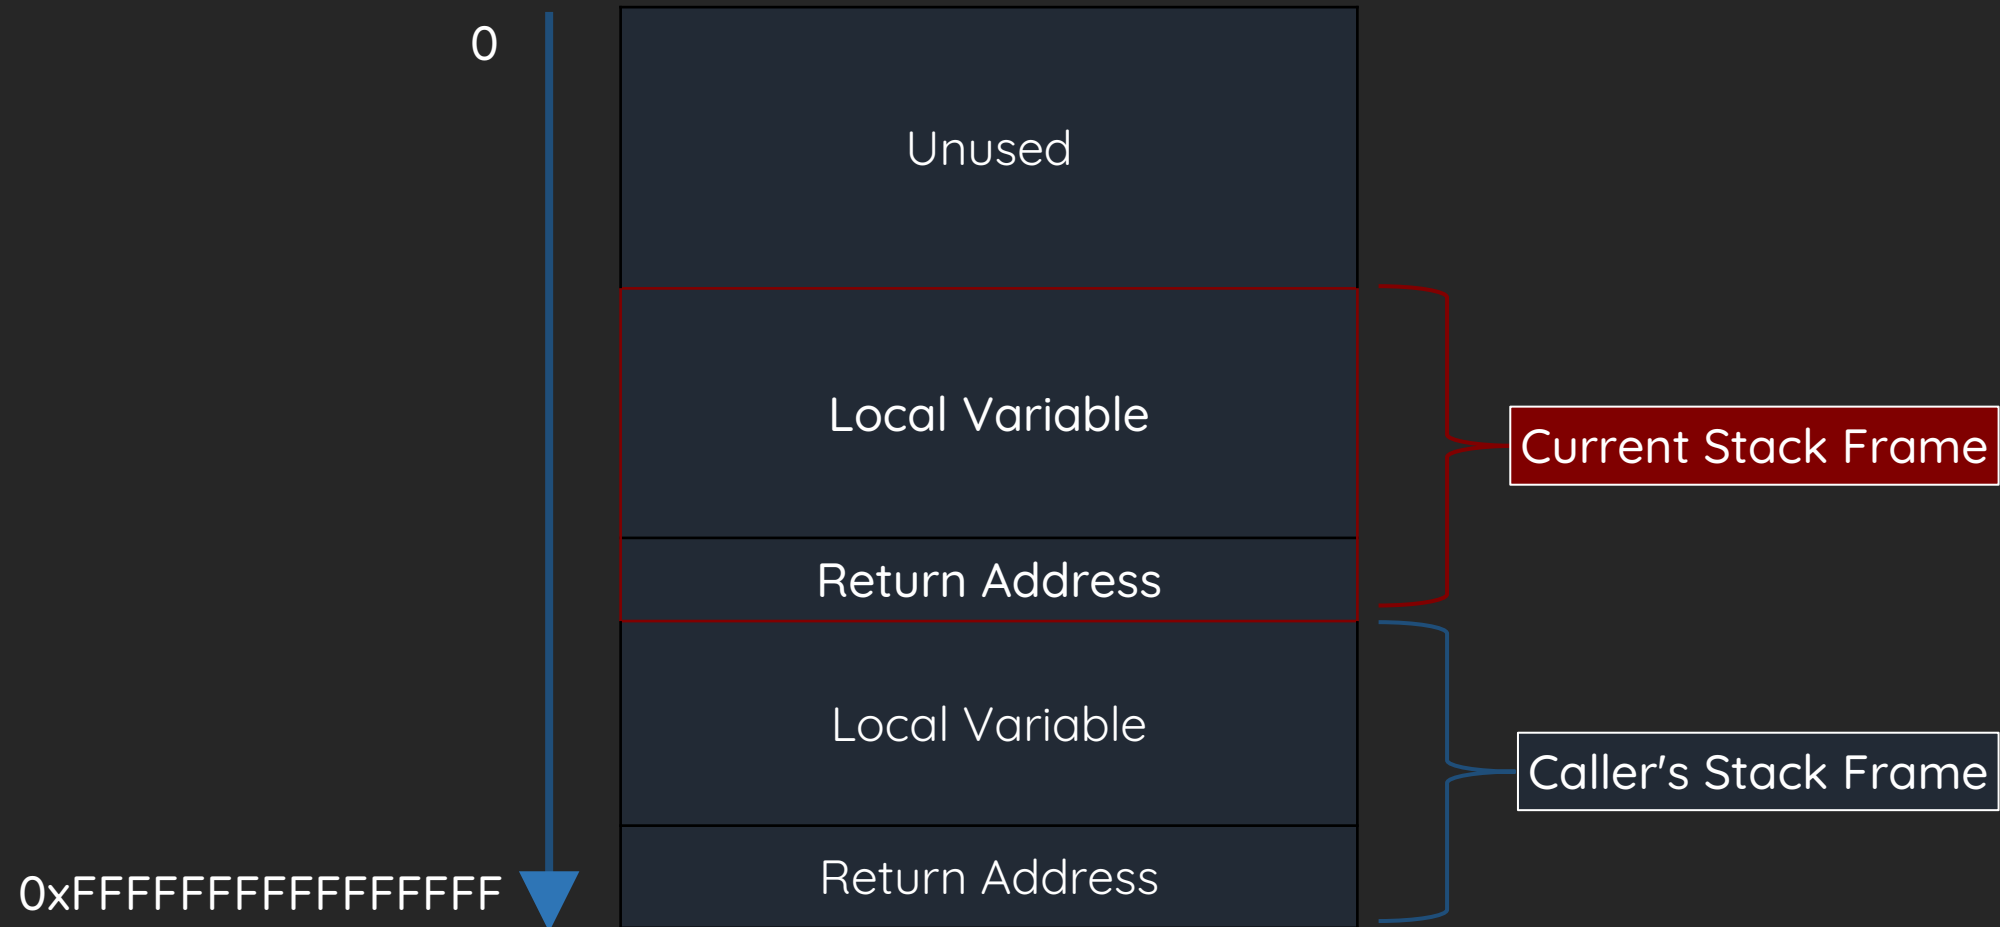 0
Unused
Local Variable
Current Stack Frame
Return Address
Local Variable
Caller's Stack Frame
Return Address
0xFFFFFFFFFFFFFFFF